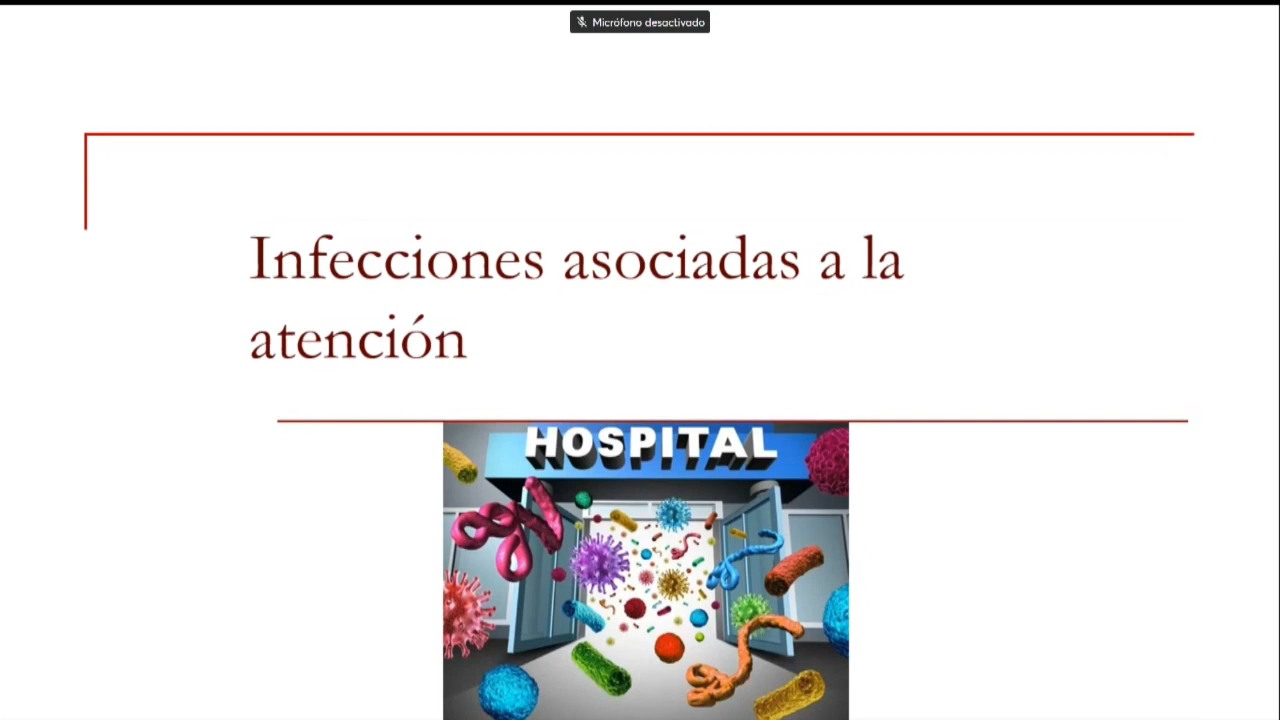 Micrófono desactivado
Infecciones asociadas a la
atención
HOSPITAL